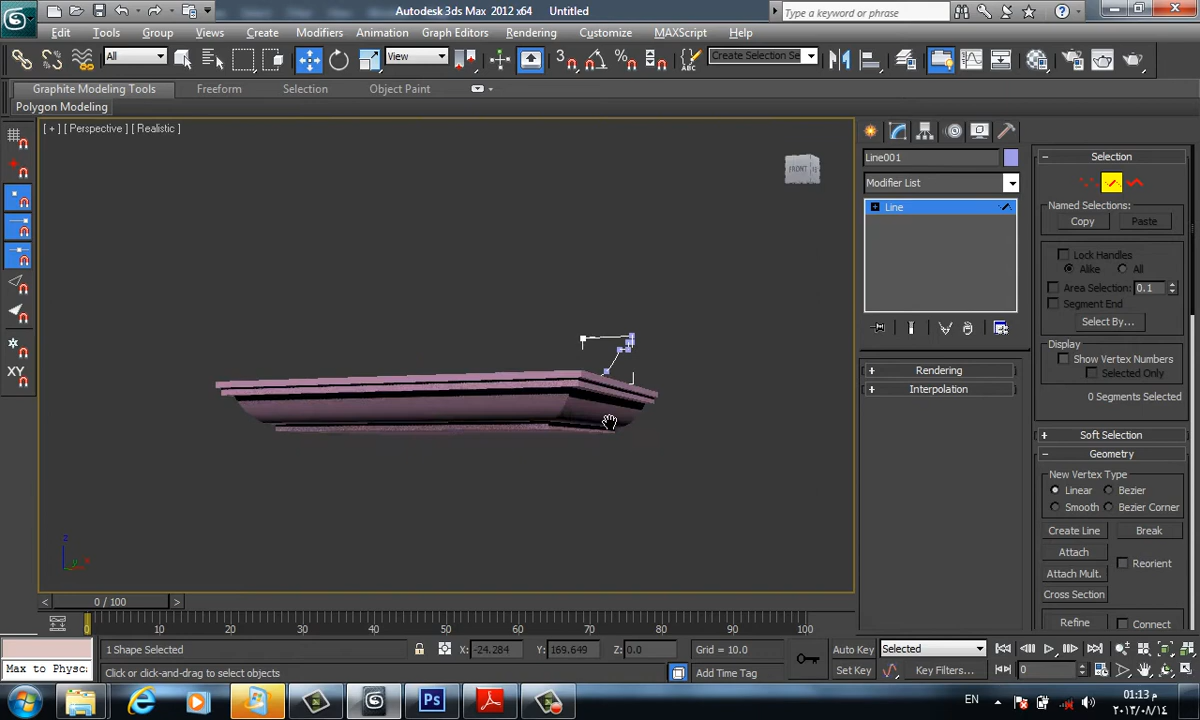 Autodesk 3ds Max 2012 x64 Untitled
Type a keyword or phrase
Edit Tools Group Views Create Modifiers Animation Graph Editors Rendering Customize MAXScript Help
All View 3 Create Selection Se
Graphite Modeling Tools Freeform Selection Object Paint
Polygon Modeling
[ + ] [ Perspective ] [ Realistic ]
FRONT
Line001
Modifier List
Line
Rendering
Interpolation
Selection
Named Selections:
Copy Paste
Lock Handles
Alike All
Area Selection: 0.1
Segment End
Select By...
Display
Show Vertex Numbers
Selected Only
0 Segments Selected
Soft Selection
Geometry
New Vertex Type
Linear Bezier
Smooth Bezier Corner
Create Line Break
Attach
Reorient
Attach Mult.
Cross Section
Refine Connect
XY
z
0 / 100
10 20 30 40 50 60 70 80 90 100
1 Shape Selected X: -24.284 Y: 169.649 Z: 0.0 Grid = 10.0 Auto Key Selected
Max to Physc Click or click-and-drag to select objects Add Time Tag Set Key Key Filters... 0
Ps EN 01:13 م
٢٠١٣/٠٨/١٤